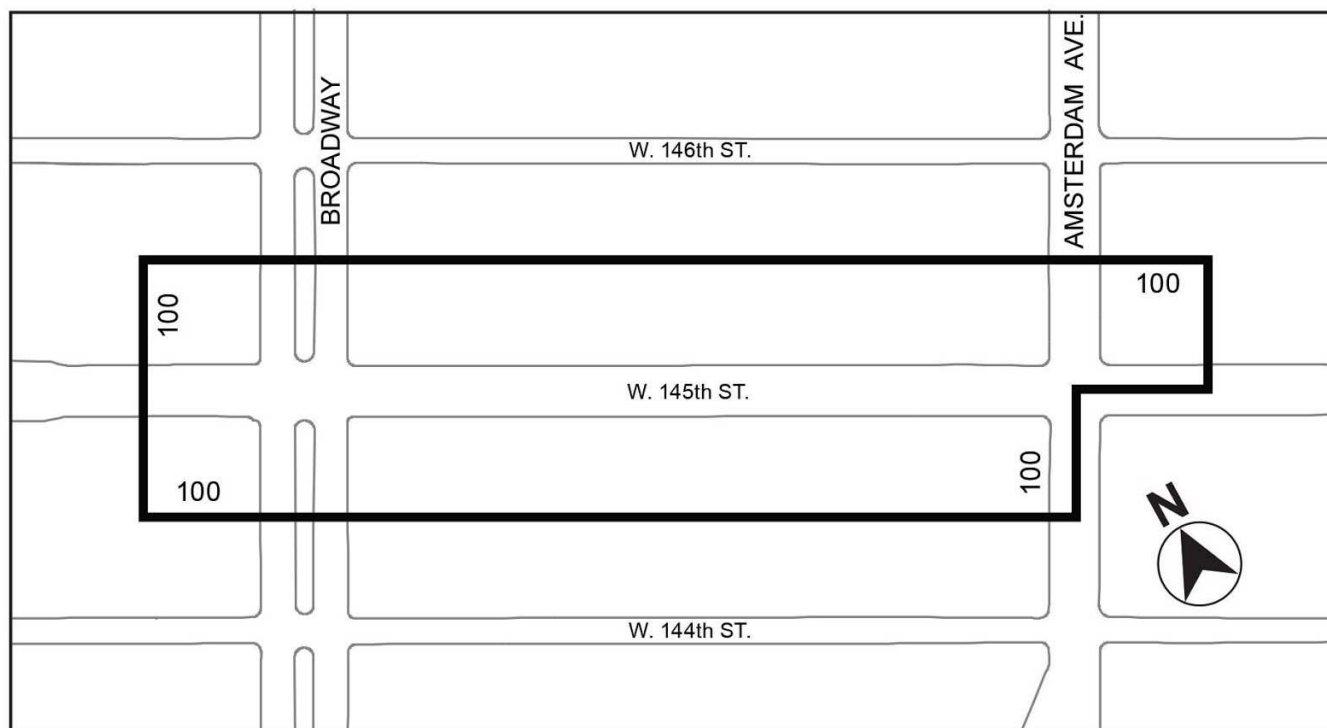 BROADWAY
AMSTERDAM AVE.
W. 146th ST.
100
100
W. 145th ST.
100
100
N
W. 144th ST.